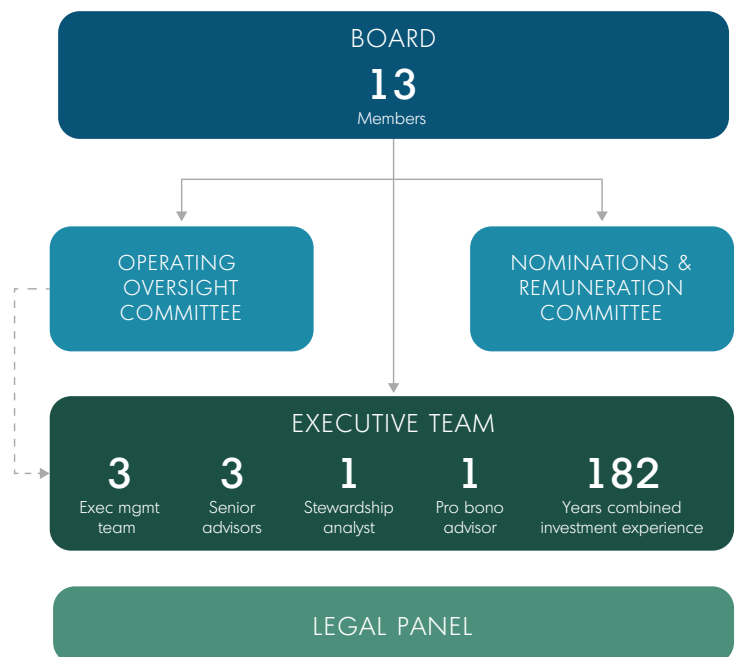 BOARD
13
Members
OPERATING
OVERSIGHT
COMMITTEE
NOMINATIONS &
REMUNERATION
COMMITTEE
EXECUTIVE TEAM
3
Exec mgmt
team
3
Senior
advisors
1
Stewardship
analyst
1
Pro bono
advisor
182
Years combined
investment experience
LEGAL PANEL